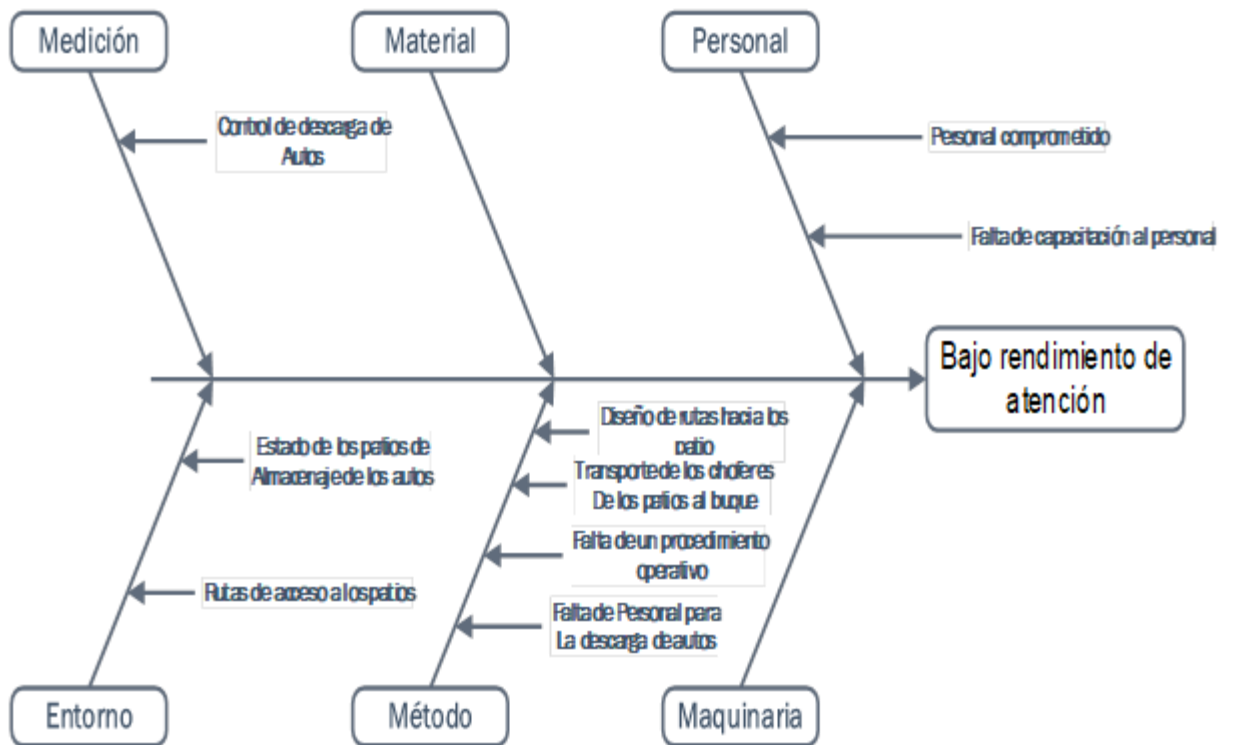 Medición
Material
Personal
Control de descarga de
Autos
Personal comprometido
Falta de capacitación al personal
Bajo rendimiento de
atención
Diseño de rutas hacia los
patio
Estado de los patios de
Almacenaje de los autos
Transporte de los choferes
De los patios al buque
Falta de un procedimiento
operativo
Rutas de acceso a los patios
Falta de Personal para
La descarga de autos
Entorno
Método
Maquinaria